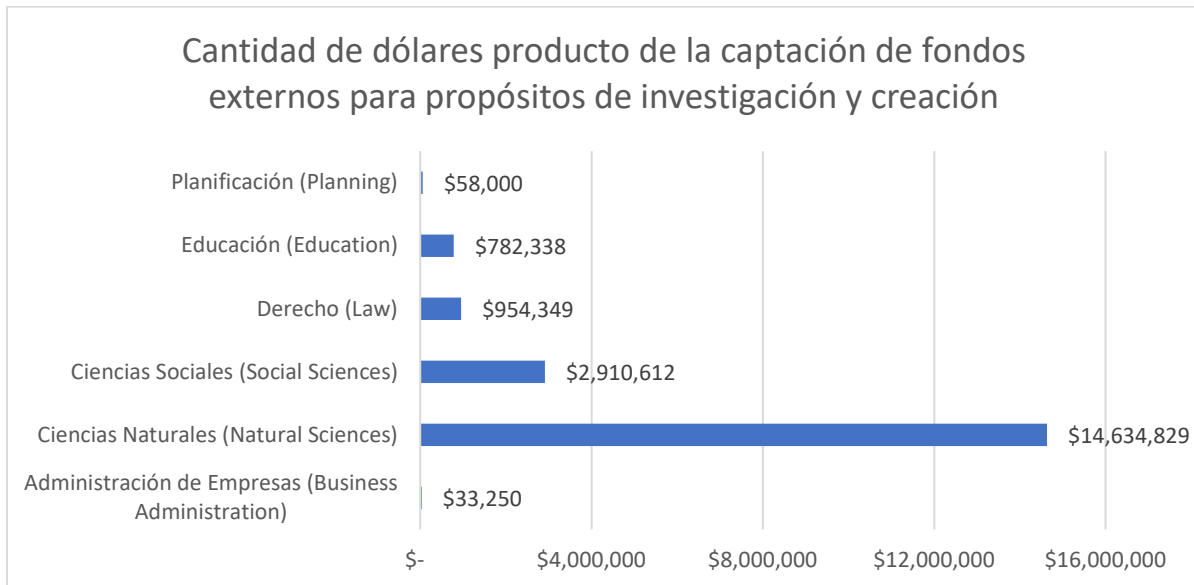 Cantidad de dólares producto de la captación de fondos
externos para propósitos de investigación y creación
Planificación (Planning)
$58,000
Educación (Education)
$782,338
Derecho (Law)
$954,349
Ciencias Sociales (Social Sciences)
$2,910,612
Ciencias Naturales (Natural Sciences)
$14,634,829
Administración de Empresas (Business
Administration)
$33,250
$-
$4,000,000
$8,000,000
$12,000,000
$16,000,000